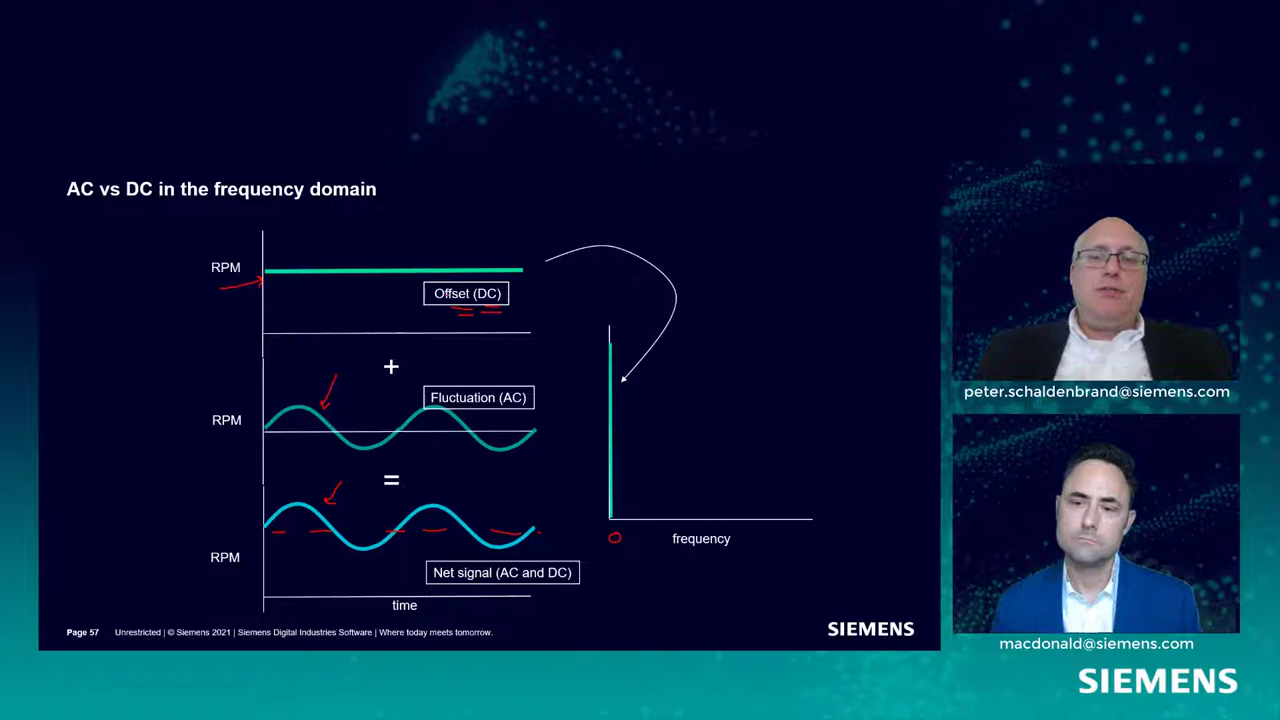 AC vs DC in the frequency domain
RPM
Offset (DC)
+
Fluctuation (AC)
RPM
=
RPM
Net signal (AC and DC)
time
0
frequency
Page 57 Unrestricted | © Siemens 2021 | Siemens Digital Industries Software | Where today meets tomorrow.
SIEMENS
peter.schaldenbrand@siemens.com
macdonald@siemens.com
SIEMENS